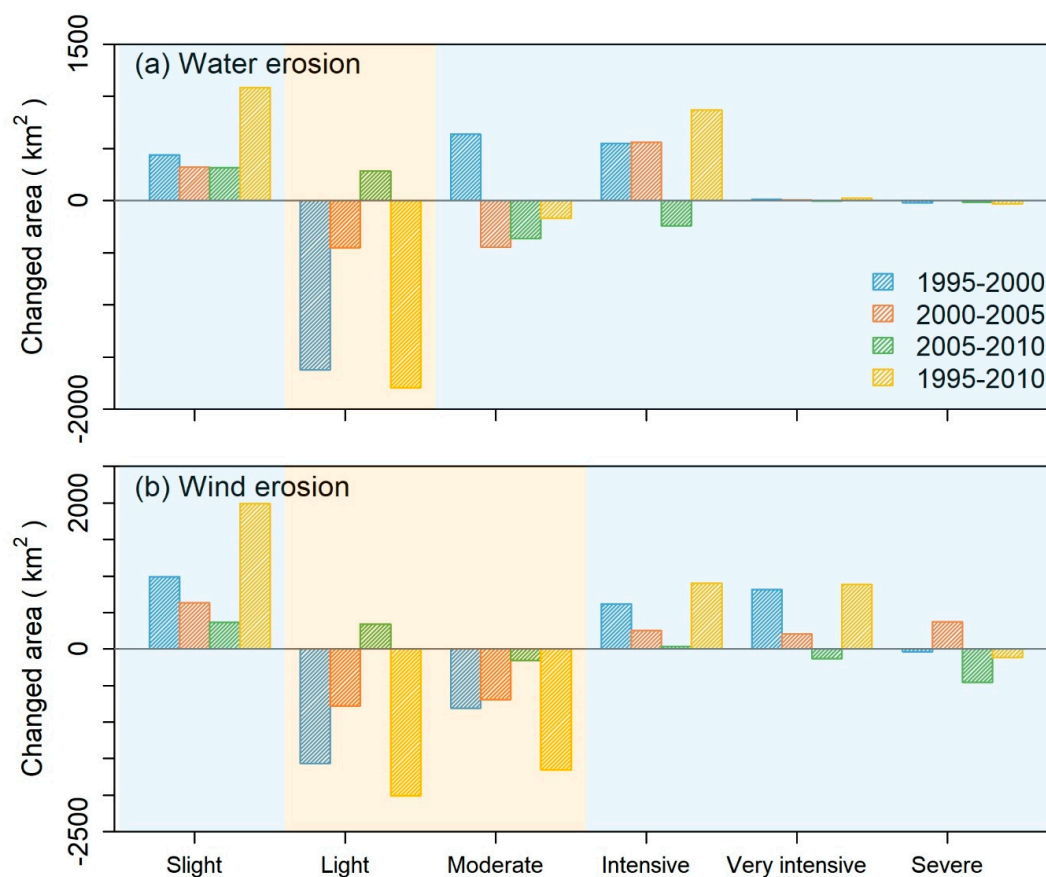 (a) Water erosion
1500
0
-2000
Changed area ( km² )
1995-2000
2000-2005
2005-2010
1995-2010
(b) Wind erosion
2000
0
-2500
Changed area ( km² )
Slight Light Moderate Intensive Very intensive Severe